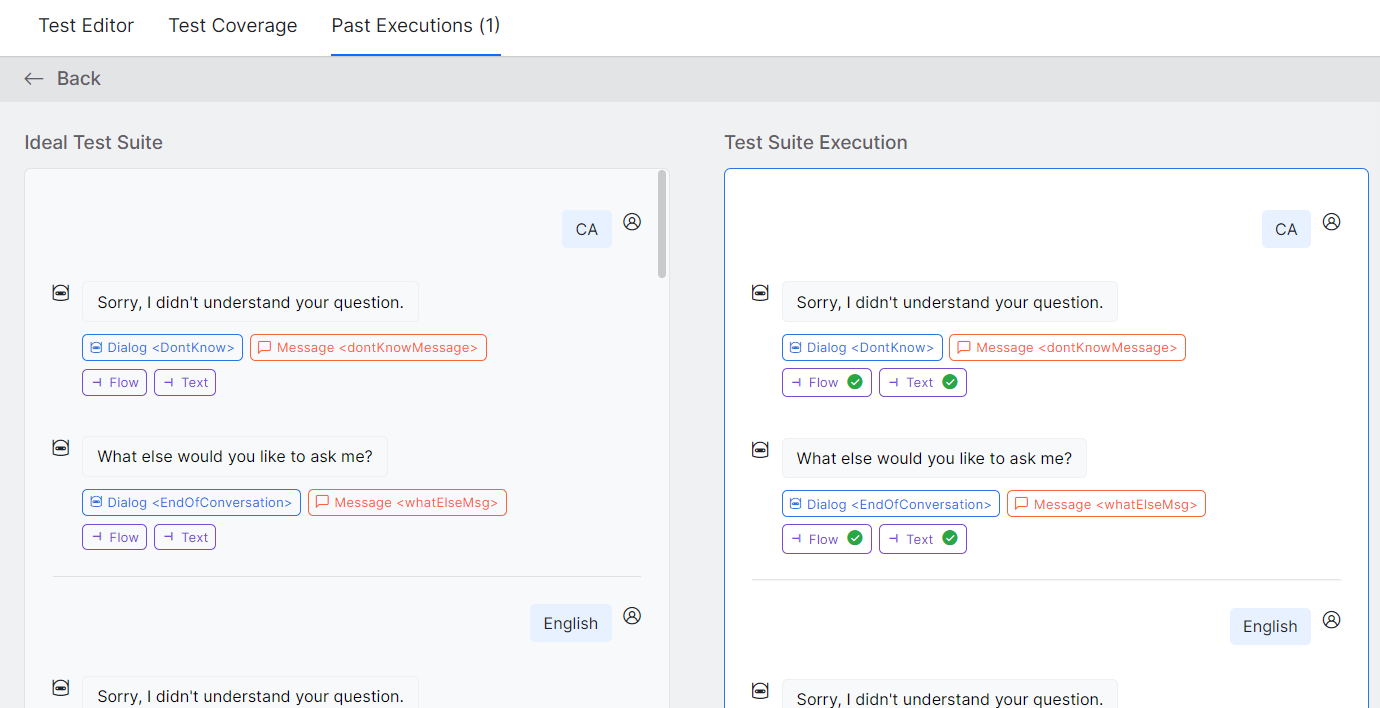 Test Editor Test Coverage Past Executions (1)
Back
Ideal Test Suite
CA
Sorry, I didn't understand your question.
Dialog <DontKnow> Message <dontKnowMessage>
Flow Text
What else would you like to ask me?
Dialog <EndOfConversation> Message <whatElseMsg>
Flow Text
English
Sorry, I didn't understand your question.
Test Suite Execution
CA
Sorry, I didn't understand your question.
Dialog <DontKnow> Message <dontKnowMessage>
Flow Text
What else would you like to ask me?
Dialog <EndOfConversation> Message <whatElseMsg>
Flow Text
English
Sorry, I didn't understand your question.